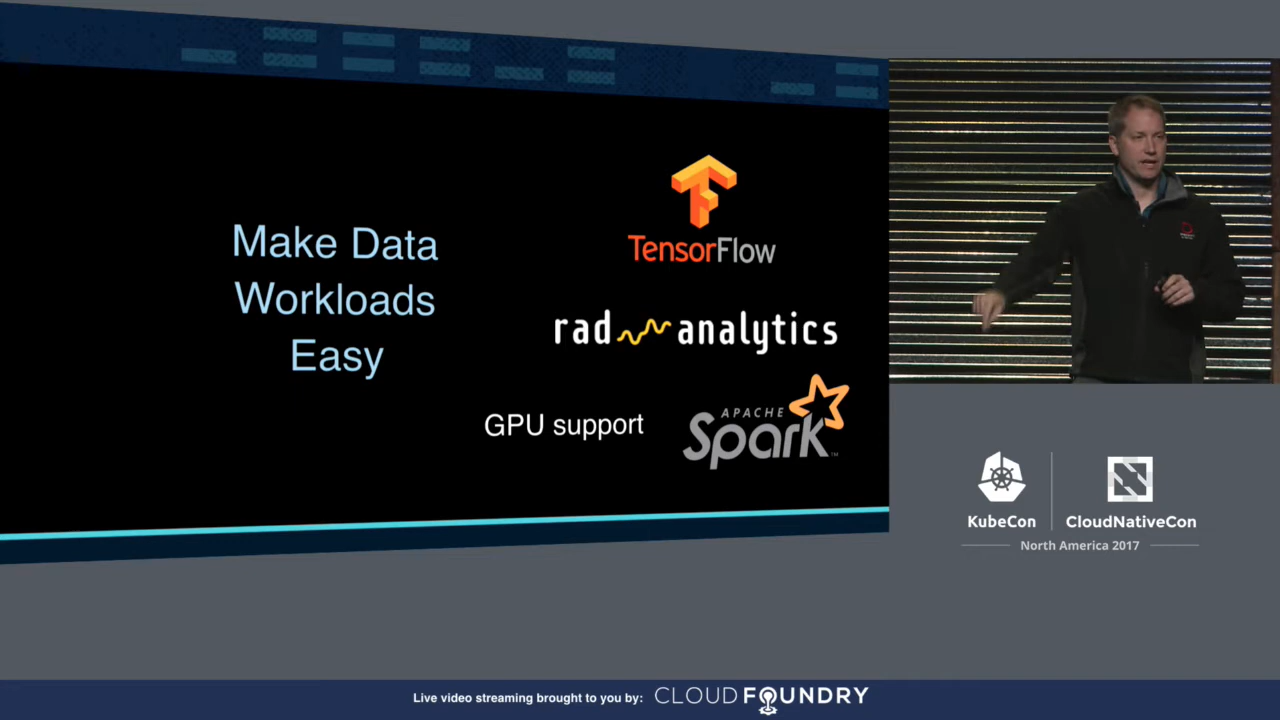 Make Data
Workloads
Easy
TensorFlow
rad analytics
GPU support
APACHE
Spark™
KubeCon
CloudNativeCon
North America 2017
Live video streaming brought to you by: CLOUD FOUNDRY